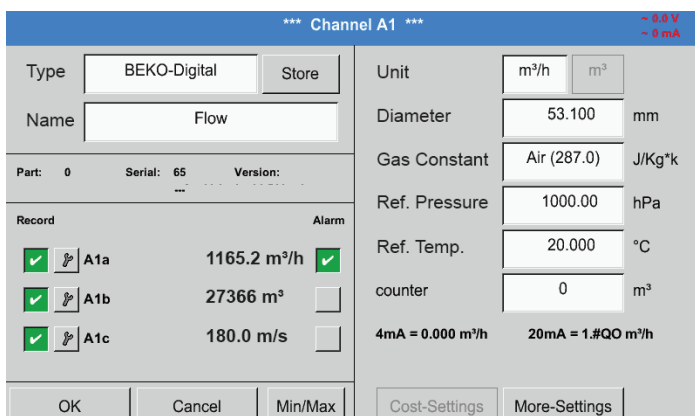 *** Channel A1 ***
~ 0.0 V
~ 0 mA
Type
BEKO-Digital
Store
Name
Flow
Part: 0 Serial: 65 Version:
---
Record
Alarm
A1a 1165.2 m³/h
A1b 27366 m³
A1c 180.0 m/s
OK
Cancel
Min/Max
Unit
m³/h
m³
Diameter
53.100
mm
Gas Constant
Air (287.0)
J/Kg*k
Ref. Pressure
1000.00
hPa
Ref. Temp.
20.000
°C
counter
0
m³
4mA = 0.000 m³/h 20mA = 1.#QO m³/h
Cost-Settings
More-Settings